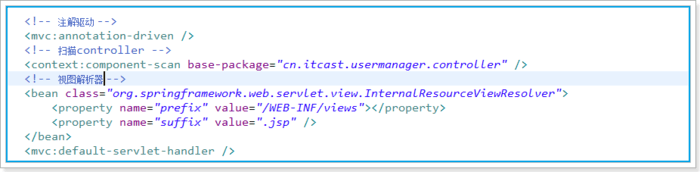 <!-- 注解驱动 -->
<mvc:annotation-driven />
<!-- 扫描controller -->
<context:component-scan base-package="cn.itcast.usermanager.controller" />
<!-- 视图解析器 -->
<bean class="org.springframework.web.servlet.view.InternalResourceViewResolver">
    <property name="prefix" value="/WEB-INF/views"></property>
    <property name="suffix" value=".jsp" />
</bean>
<mvc:default-servlet-handler />